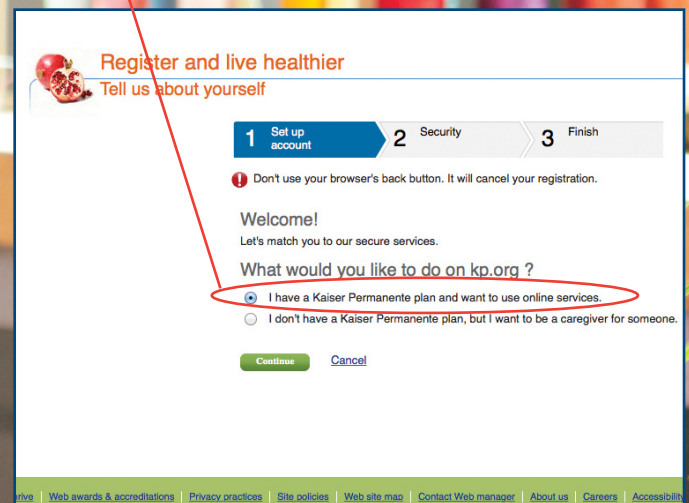 Register and live healthier
Tell us about yourself
1 Set up account
2 Security
3 Finish
Don't use your browser's back button. It will cancel your registration.
Welcome!
Let's match you to our secure services.
What would you like to do on kp.org ?
I have a Kaiser Permanente plan and want to use online services.
I don't have a Kaiser Permanente plan, but I want to be a caregiver for someone.
Continue Cancel
Web awards & accreditations | Privacy practices | Site policies | Web site map | Contact Web manager | About us | Careers |